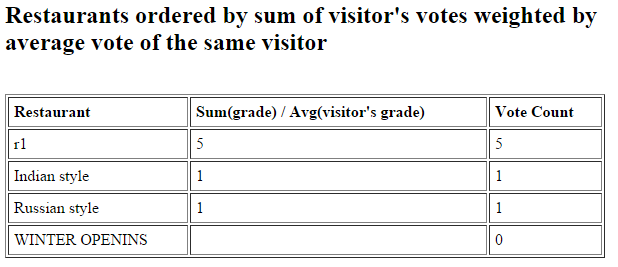 Restaurants ordered by sum of visitor's votes weighted by
average vote of the same visitor
Restaurant Sum(grade) / Avg(visitor's grade) Vote Count
r1 5 5
Indian style 1 1
Russian style 1 1
WINTER OPENINS 0